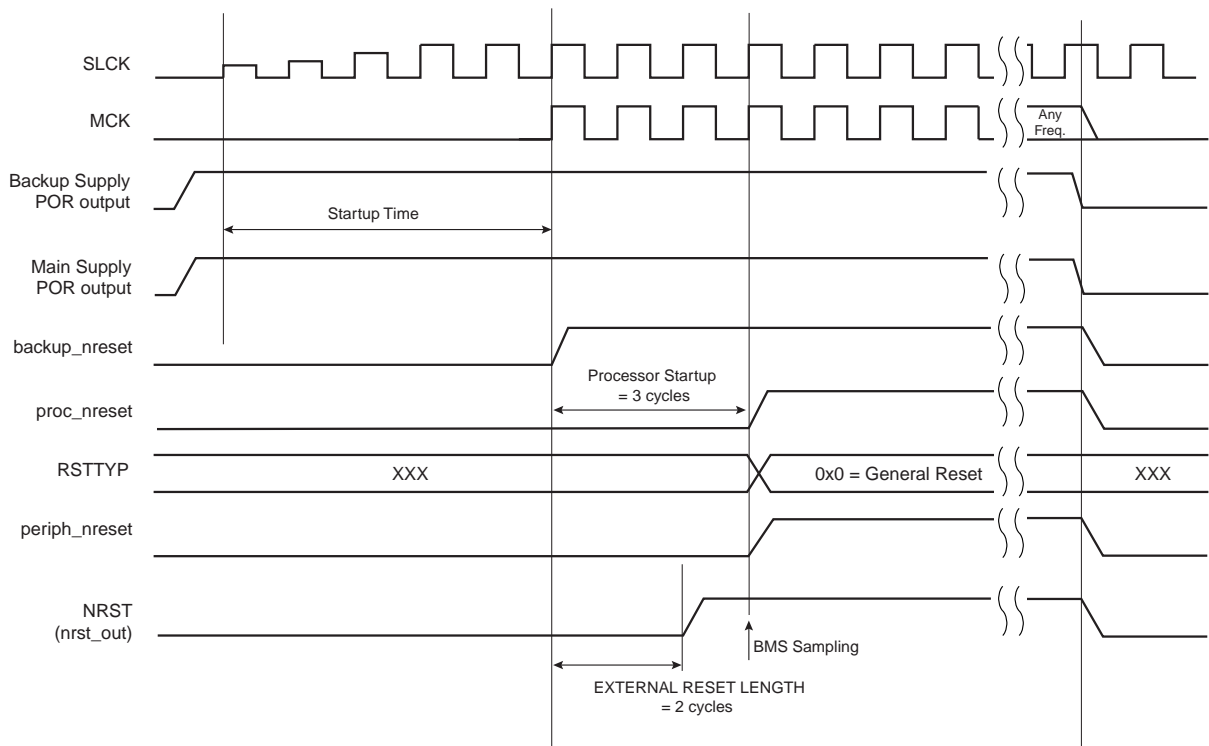 SLCK
MCK
Any
Freq.
Backup Supply
POR output
Startup Time
Main Supply
POR output
backup_nreset
Processor Startup
= 3 cycles
proc_nreset
RSTTYP
XXX
0x0 = General Reset
XXX
periph_nreset
NRST
(nrst_out)
BMS Sampling
EXTERNAL RESET LENGTH
= 2 cycles